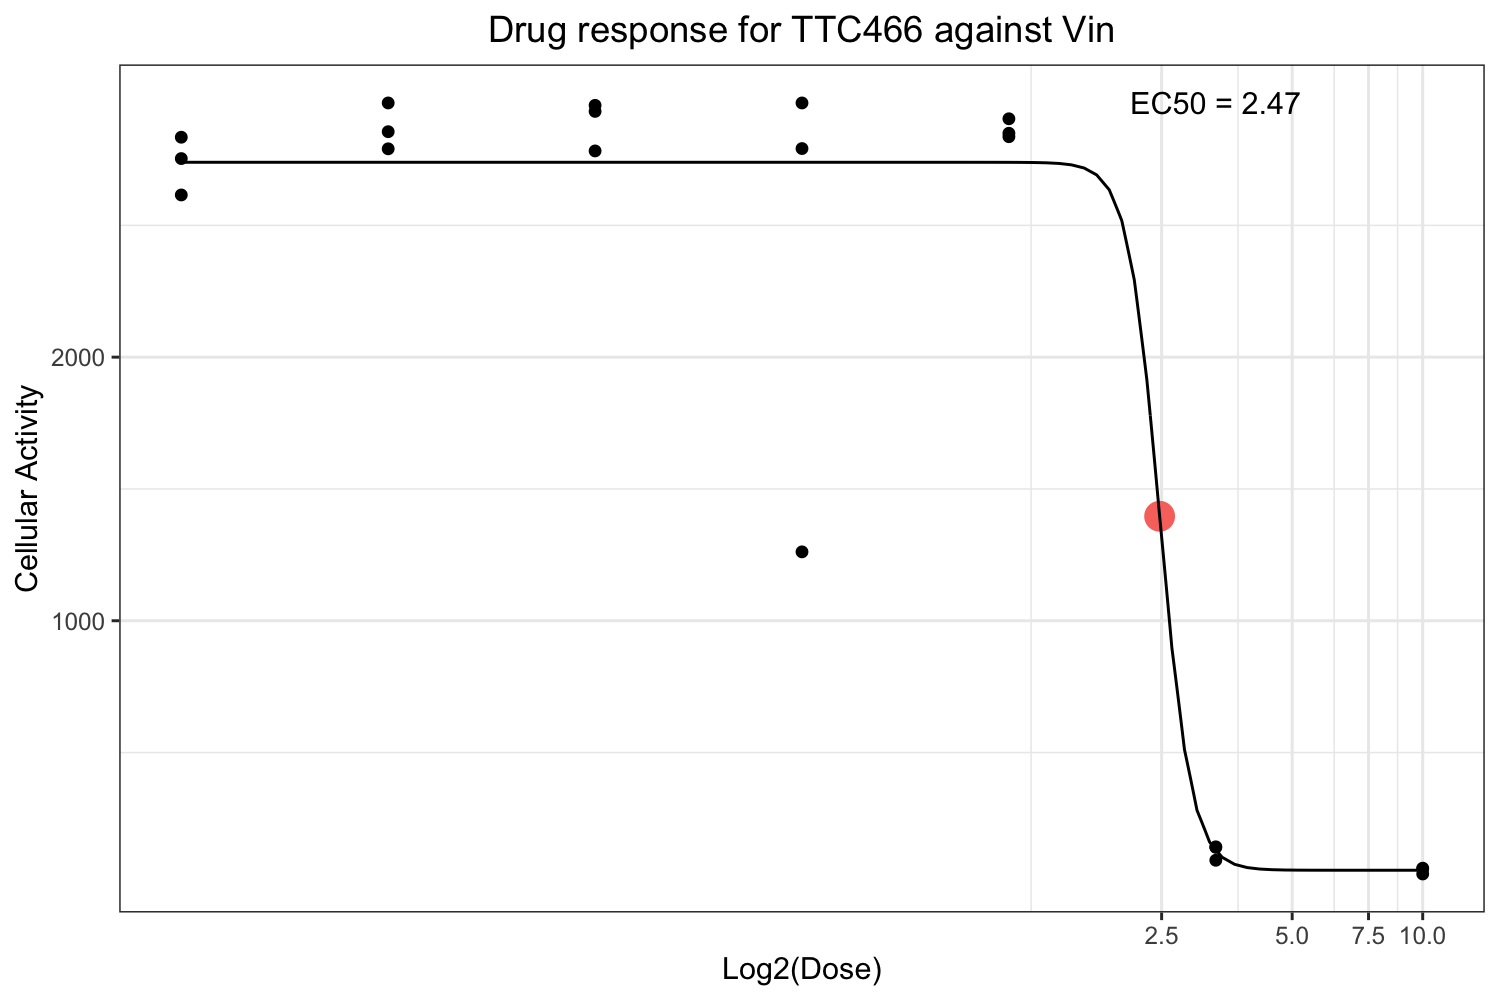 Drug response for TTC466 against Vin
EC50 = 2.47
Cellular Activity
2000
1000
2.5 5.0 7.5 10.0
Log2(Dose)